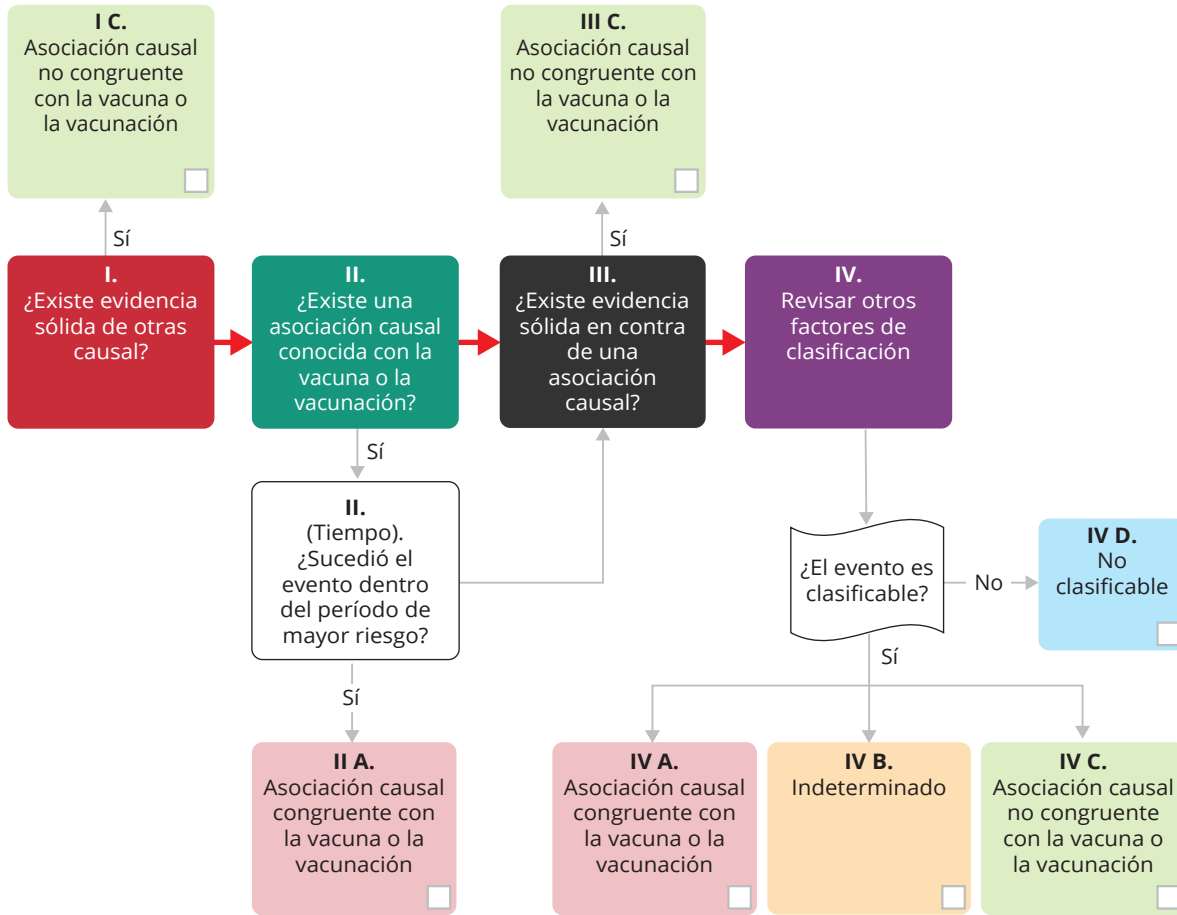 I C.
Asociación causal
no congruente
con la vacuna o
la vacunación
III C.
Asociación causal
no congruente con
la vacuna o la
vacunación
Sí
Sí
I.
¿Existe evidencia
sólida de otras
causal?
II.
¿Existe una
asociación causal
conocida con la
vacuna o la
vacunación?
III.
¿Existe evidencia
sólida en contra
de una
asociación
causal?
IV.
Revisar otros
factores de
clasificación
Sí
II.
(Tiempo).
¿Sucedió el
evento dentro
del período de
mayor riesgo?
¿El evento es
clasificable?
No
IV D.
No
clasificable
Sí
Sí
II A.
Asociación causal
congruente con
la vacuna o la
vacunación
IV A.
Asociación causal
congruente con
la vacuna o la
vacunación
IV B.
Indeterminado
IV C.
Asociación causal
no congruente
con la vacuna o
la vacunación